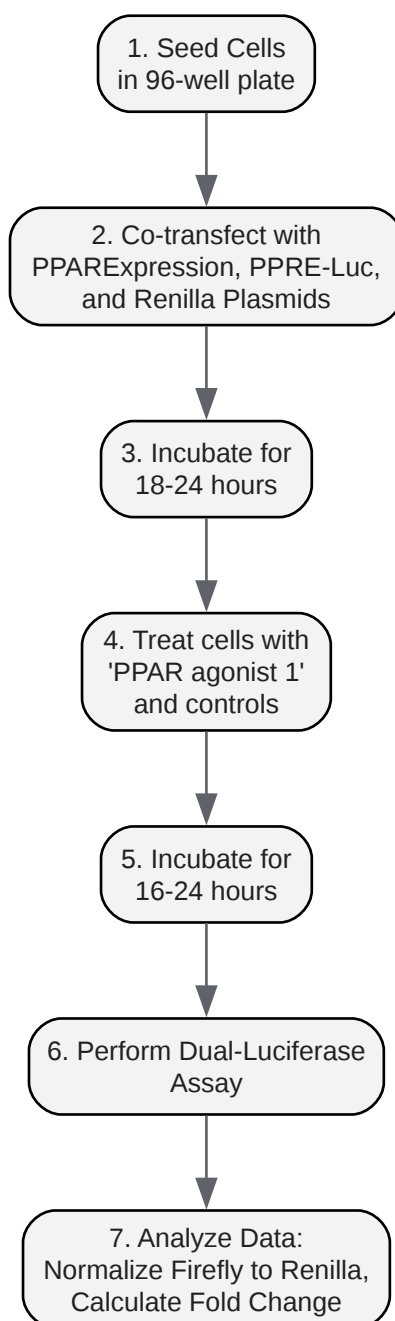 1. Seed Cells
in 96-well plate
2. Co-transfect with
PPARExpression, PPRE-Luc,
and Renilla Plasmids
3. Incubate for
18-24 hours
4. Treat cells with
'PPAR agonist 1'
and controls
5. Incubate for
16-24 hours
6. Perform Dual-Luciferase
Assay
7. Analyze Data:
Normalize Firefly to Renilla,
Calculate Fold Change